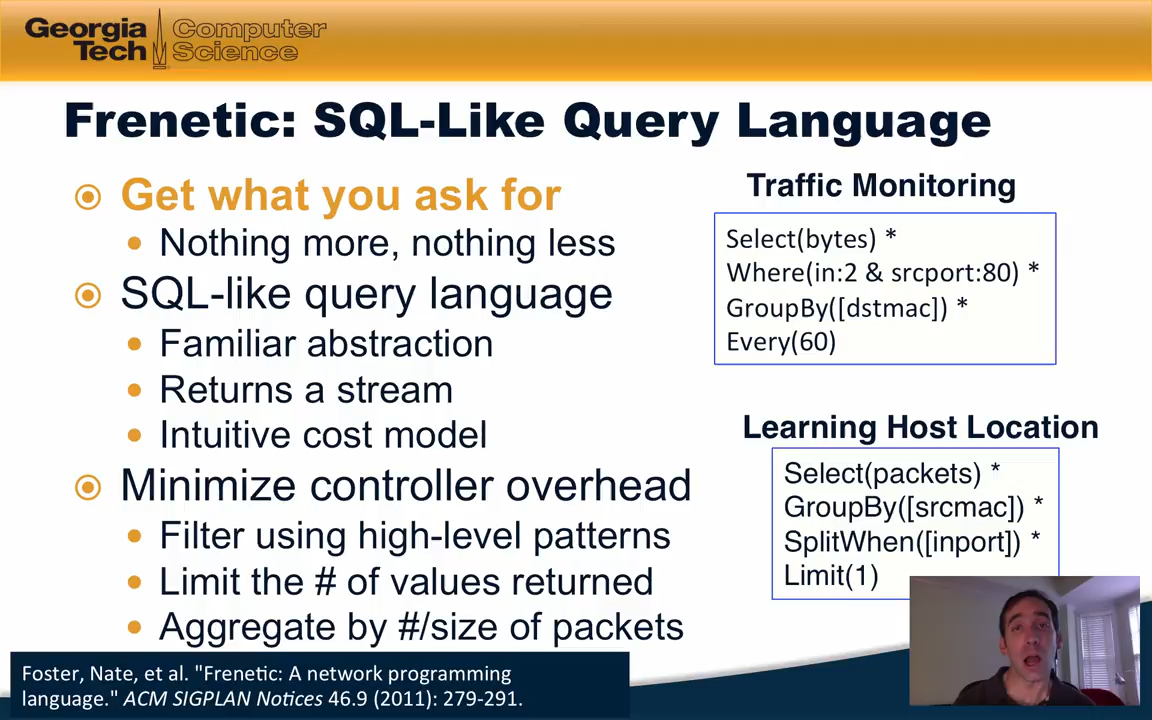 Georgia Tech
Computer Science
Frenetic: SQL-Like Query Language
Get what you ask for
Nothing more, nothing less
SQL-like query language
Familiar abstraction
Returns a stream
Intuitive cost model
Minimize controller overhead
Filter using high-level patterns
Limit the # of values returned
Aggregate by #/size of packets
Traffic Monitoring
Select(bytes) *
Where(in:2 & srcport:80) *
GroupBy([dstmac]) *
Every(60)
Learning Host Location
Select(packets) *
GroupBy([srcmac]) *
SplitWhen([inport]) *
Limit(1)
Foster, Nate, et al. "Frenetic: A network programming
language." ACM SIGPLAN Notices 46.9 (2011): 279-291.